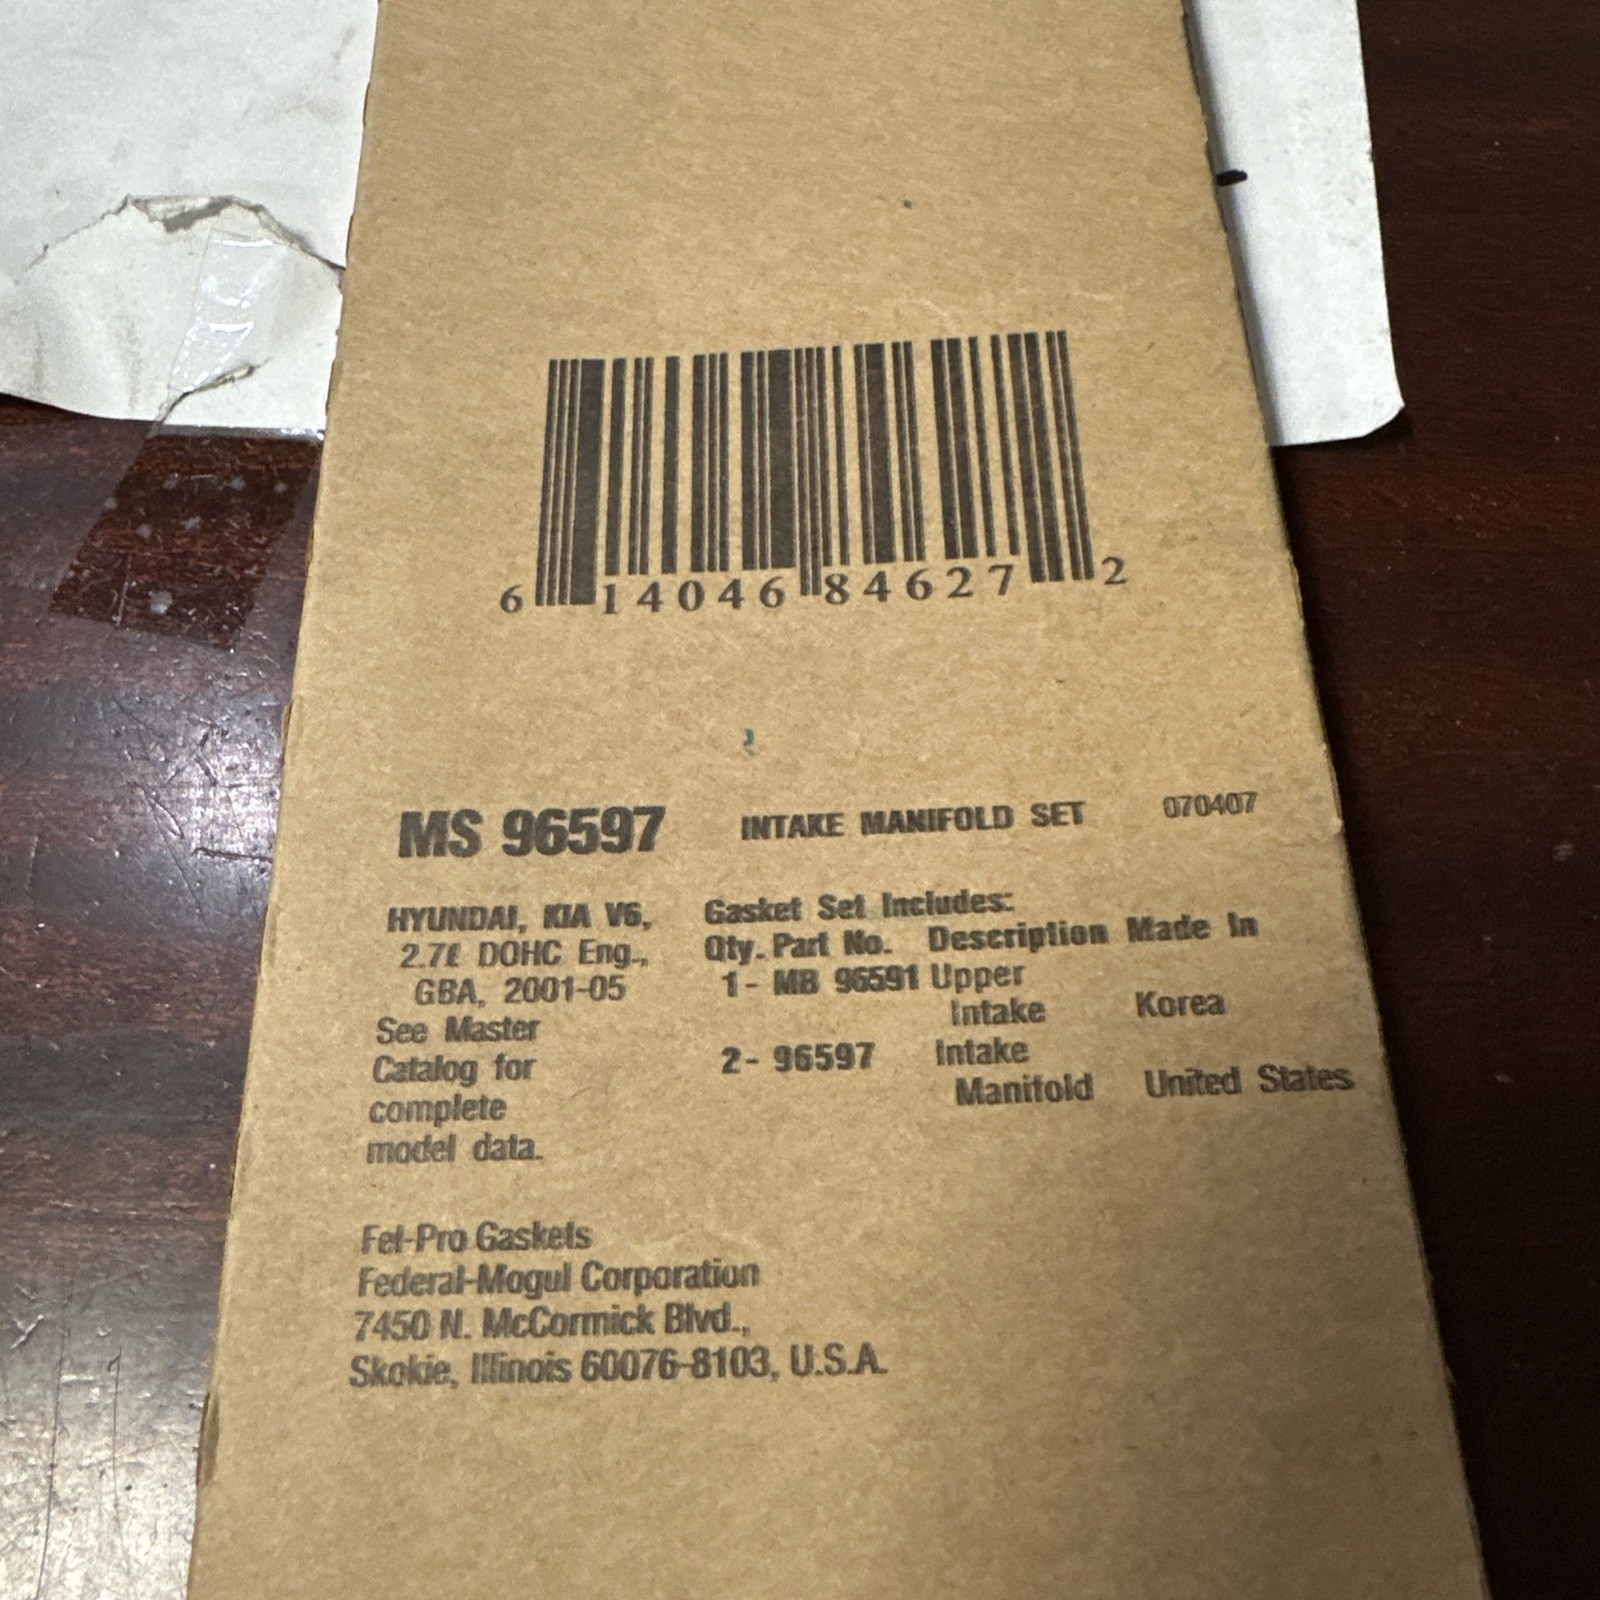 6 14046 84627 2
MS 96597 INTAKE MANIFOLD SET 070407
HYUNDAI, KIA V6,
2.7ℓ DOHC Eng.,
GBA, 2001-05
See Master
Catalog for
complete
model data.
Gasket Set Includes:
Qty. Part No. Description Made In
1- MB 96591 Upper
Intake Korea
2- 96597 Intake
Manifold United States
Fel-Pro Gaskets
Federal-Mogul Corporation
7450 N. McCormick Blvd.,
Skokie, Illinois 60076-8103, U.S.A.